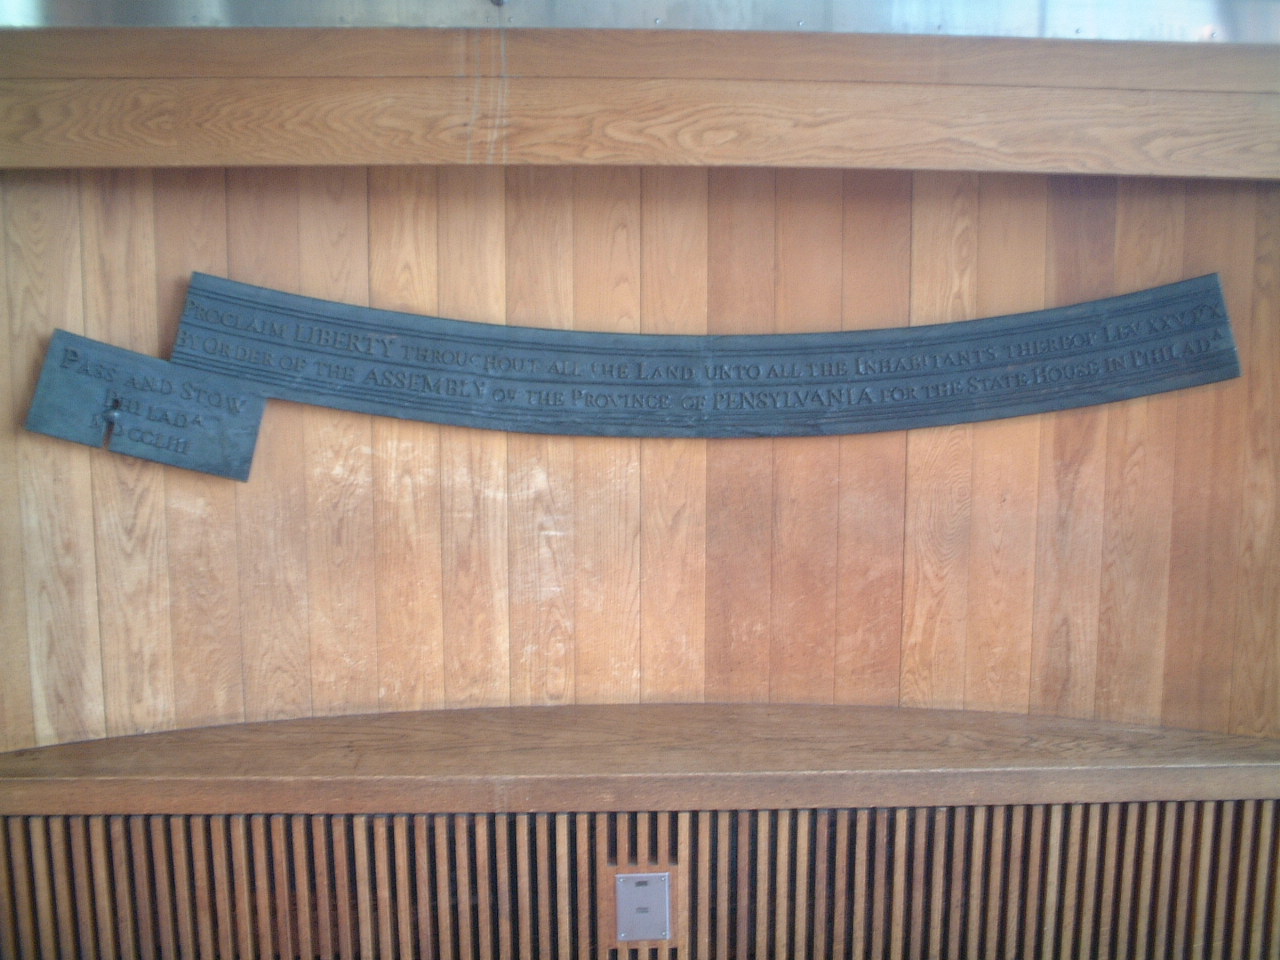 PROCLAIM LIBERTY THROUGHOUT ALL THE LAND UNTO ALL THE INHABITANTS THEREOF LEV XXV VX
BY ORDER OF THE ASSEMBLY OF THE PROVINCE OF PENSYLVANIA FOR THE STATE HOUSE IN PHILADA
PASS AND STOW
PHILADA
MDCCLIII